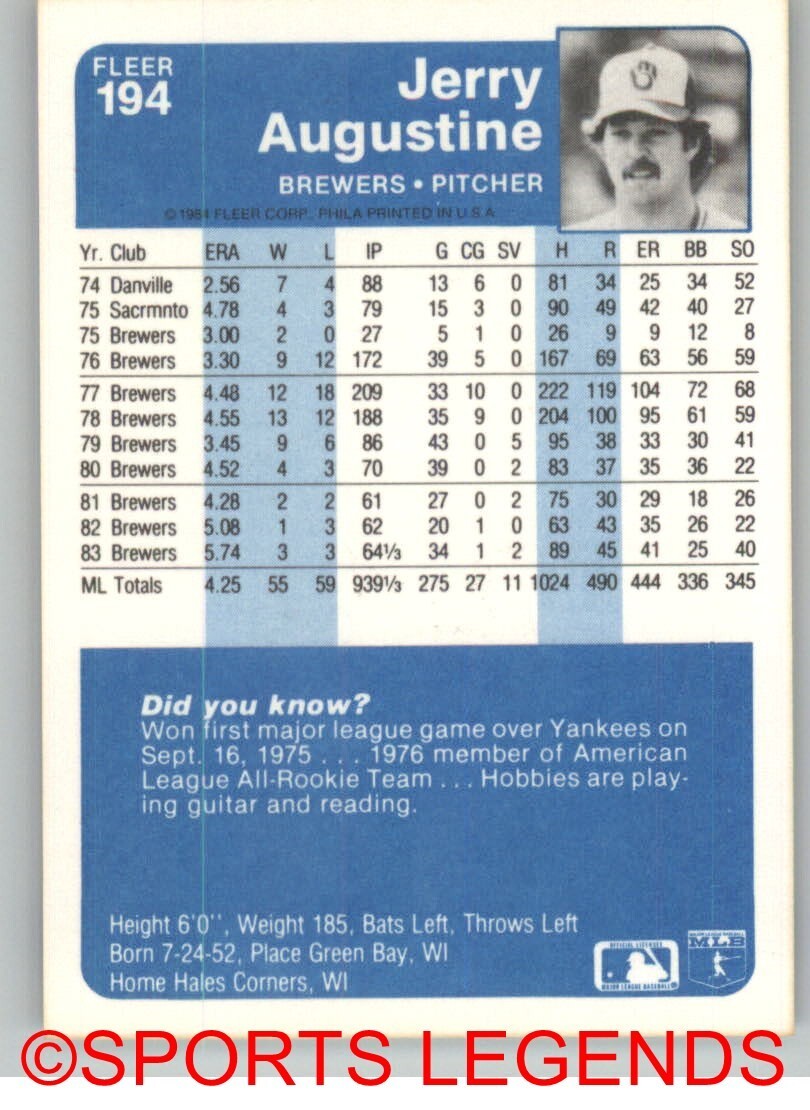 FLEER
194
Jerry
Augustine
BREWERS • PITCHER
© 1984 FLEER CORP. PHILA PRINTED IN U.S.A
Yr. Club ERA W L IP G CG SV H R ER BB SO
74 Danville 2.56 7 4 88 13 6 0 81 34 25 34 52
75 Sacrmnto 4.78 4 3 79 15 3 0 90 49 42 40 27
75 Brewers 3.00 2 0 27 5 1 0 26 9 9 12 8
76 Brewers 3.30 9 12 172 39 5 0 167 69 63 56 59
77 Brewers 4.48 12 18 209 33 10 0 222 119 104 72 68
78 Brewers 4.55 13 12 188 35 9 0 204 100 95 61 59
79 Brewers 3.45 9 6 86 43 0 5 95 38 33 30 41
80 Brewers 4.52 4 3 70 39 0 2 83 37 35 36 22
81 Brewers 4.28 2 2 61 27 0 2 75 30 29 18 26
82 Brewers 5.08 1 3 62 20 1 0 63 43 35 26 22
83 Brewers 5.74 3 3 64⅓ 34 1 2 89 45 41 25 40
ML Totals 4.25 55 59 939⅓ 275 27 11 1024 490 444 336 345
Did you know?
Won first major league game over Yankees on
Sept. 16, 1975 . . . 1976 member of American
League All-Rookie Team . . . Hobbies are play-
ing guitar and reading.
Height 6'0'', Weight 185, Bats Left, Throws Left
Born 7-24-52, Place Green Bay, WI
Home Hales Corners, WI
OFFICIAL LICENSEE
MAJOR LEAGUE BASEBALL®
MAJOR LEAGUE BASEBALL
MLB
©SPORTS LEGENDS